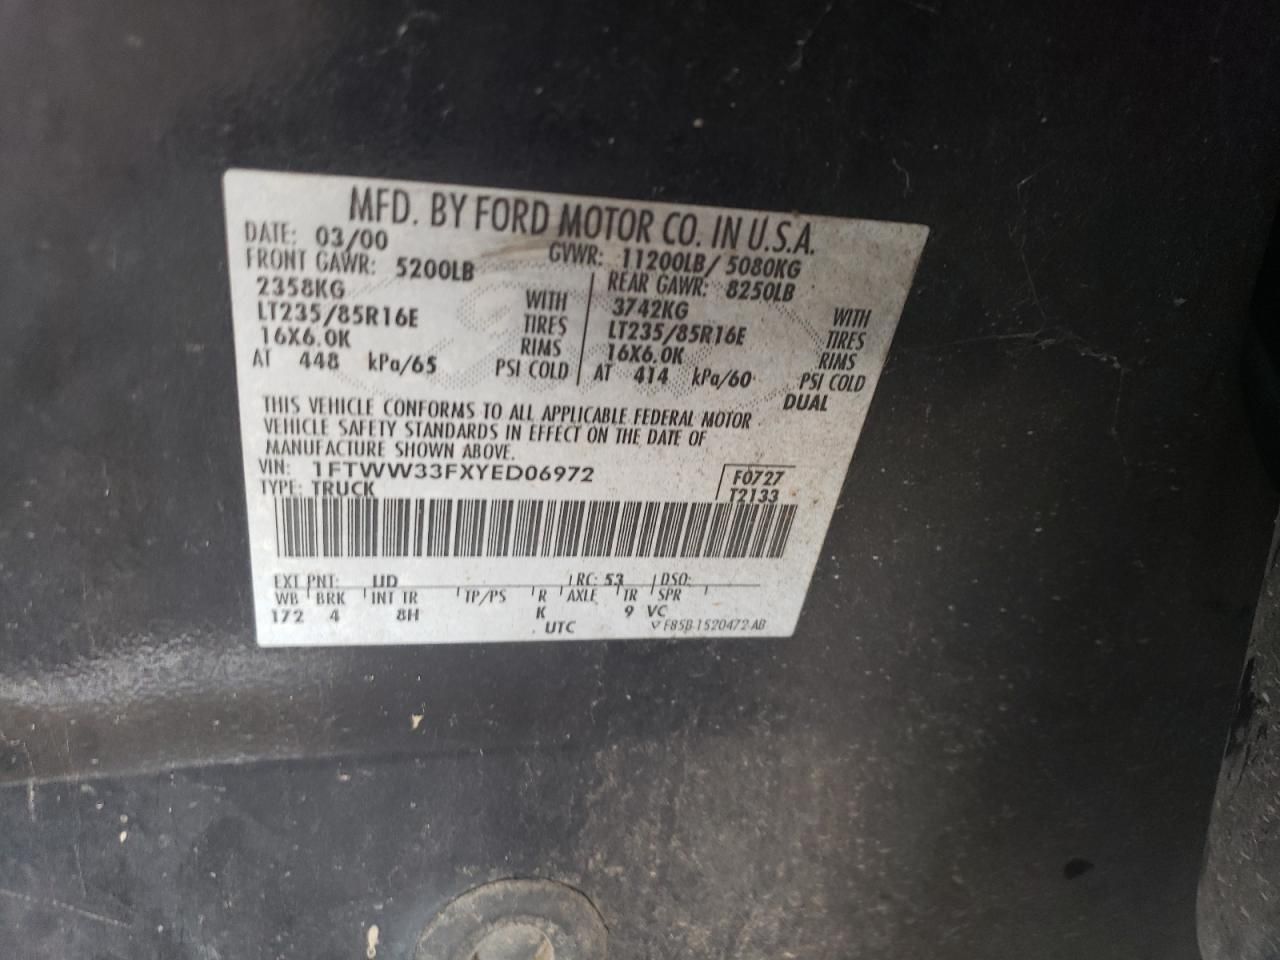 MFD. BY FORD MOTOR CO. IN U.S.A.
DATE: 03/00 GVWR: 11200LB/ 5080KG
FRONT GAWR: 5200LB REAR GAWR: 8250LB
2358KG WITH 3742KG WITH
LT235/85R16E TIRES LT235/85R16E TIRES
16X6.0K RIMS 16X6.0K RIMS
AT 448 kPa/65 PSI COLD AT 414 kPa/60 PSI COLD
DUAL
THIS VEHICLE CONFORMS TO ALL APPLICABLE FEDERAL MOTOR
VEHICLE SAFETY STANDARDS IN EFFECT ON THE DATE OF
MANUFACTURE SHOWN ABOVE.
VIN: 1FTWW33FXYED06972 F0727
TYPE: TRUCK T2133
EXT PNT: UD RC: 53 DSO:
WB BRK INT TR TP/PS R AXLE TR SPR
172 4 8H K 9 VC
UTC F85B-1520472-AB